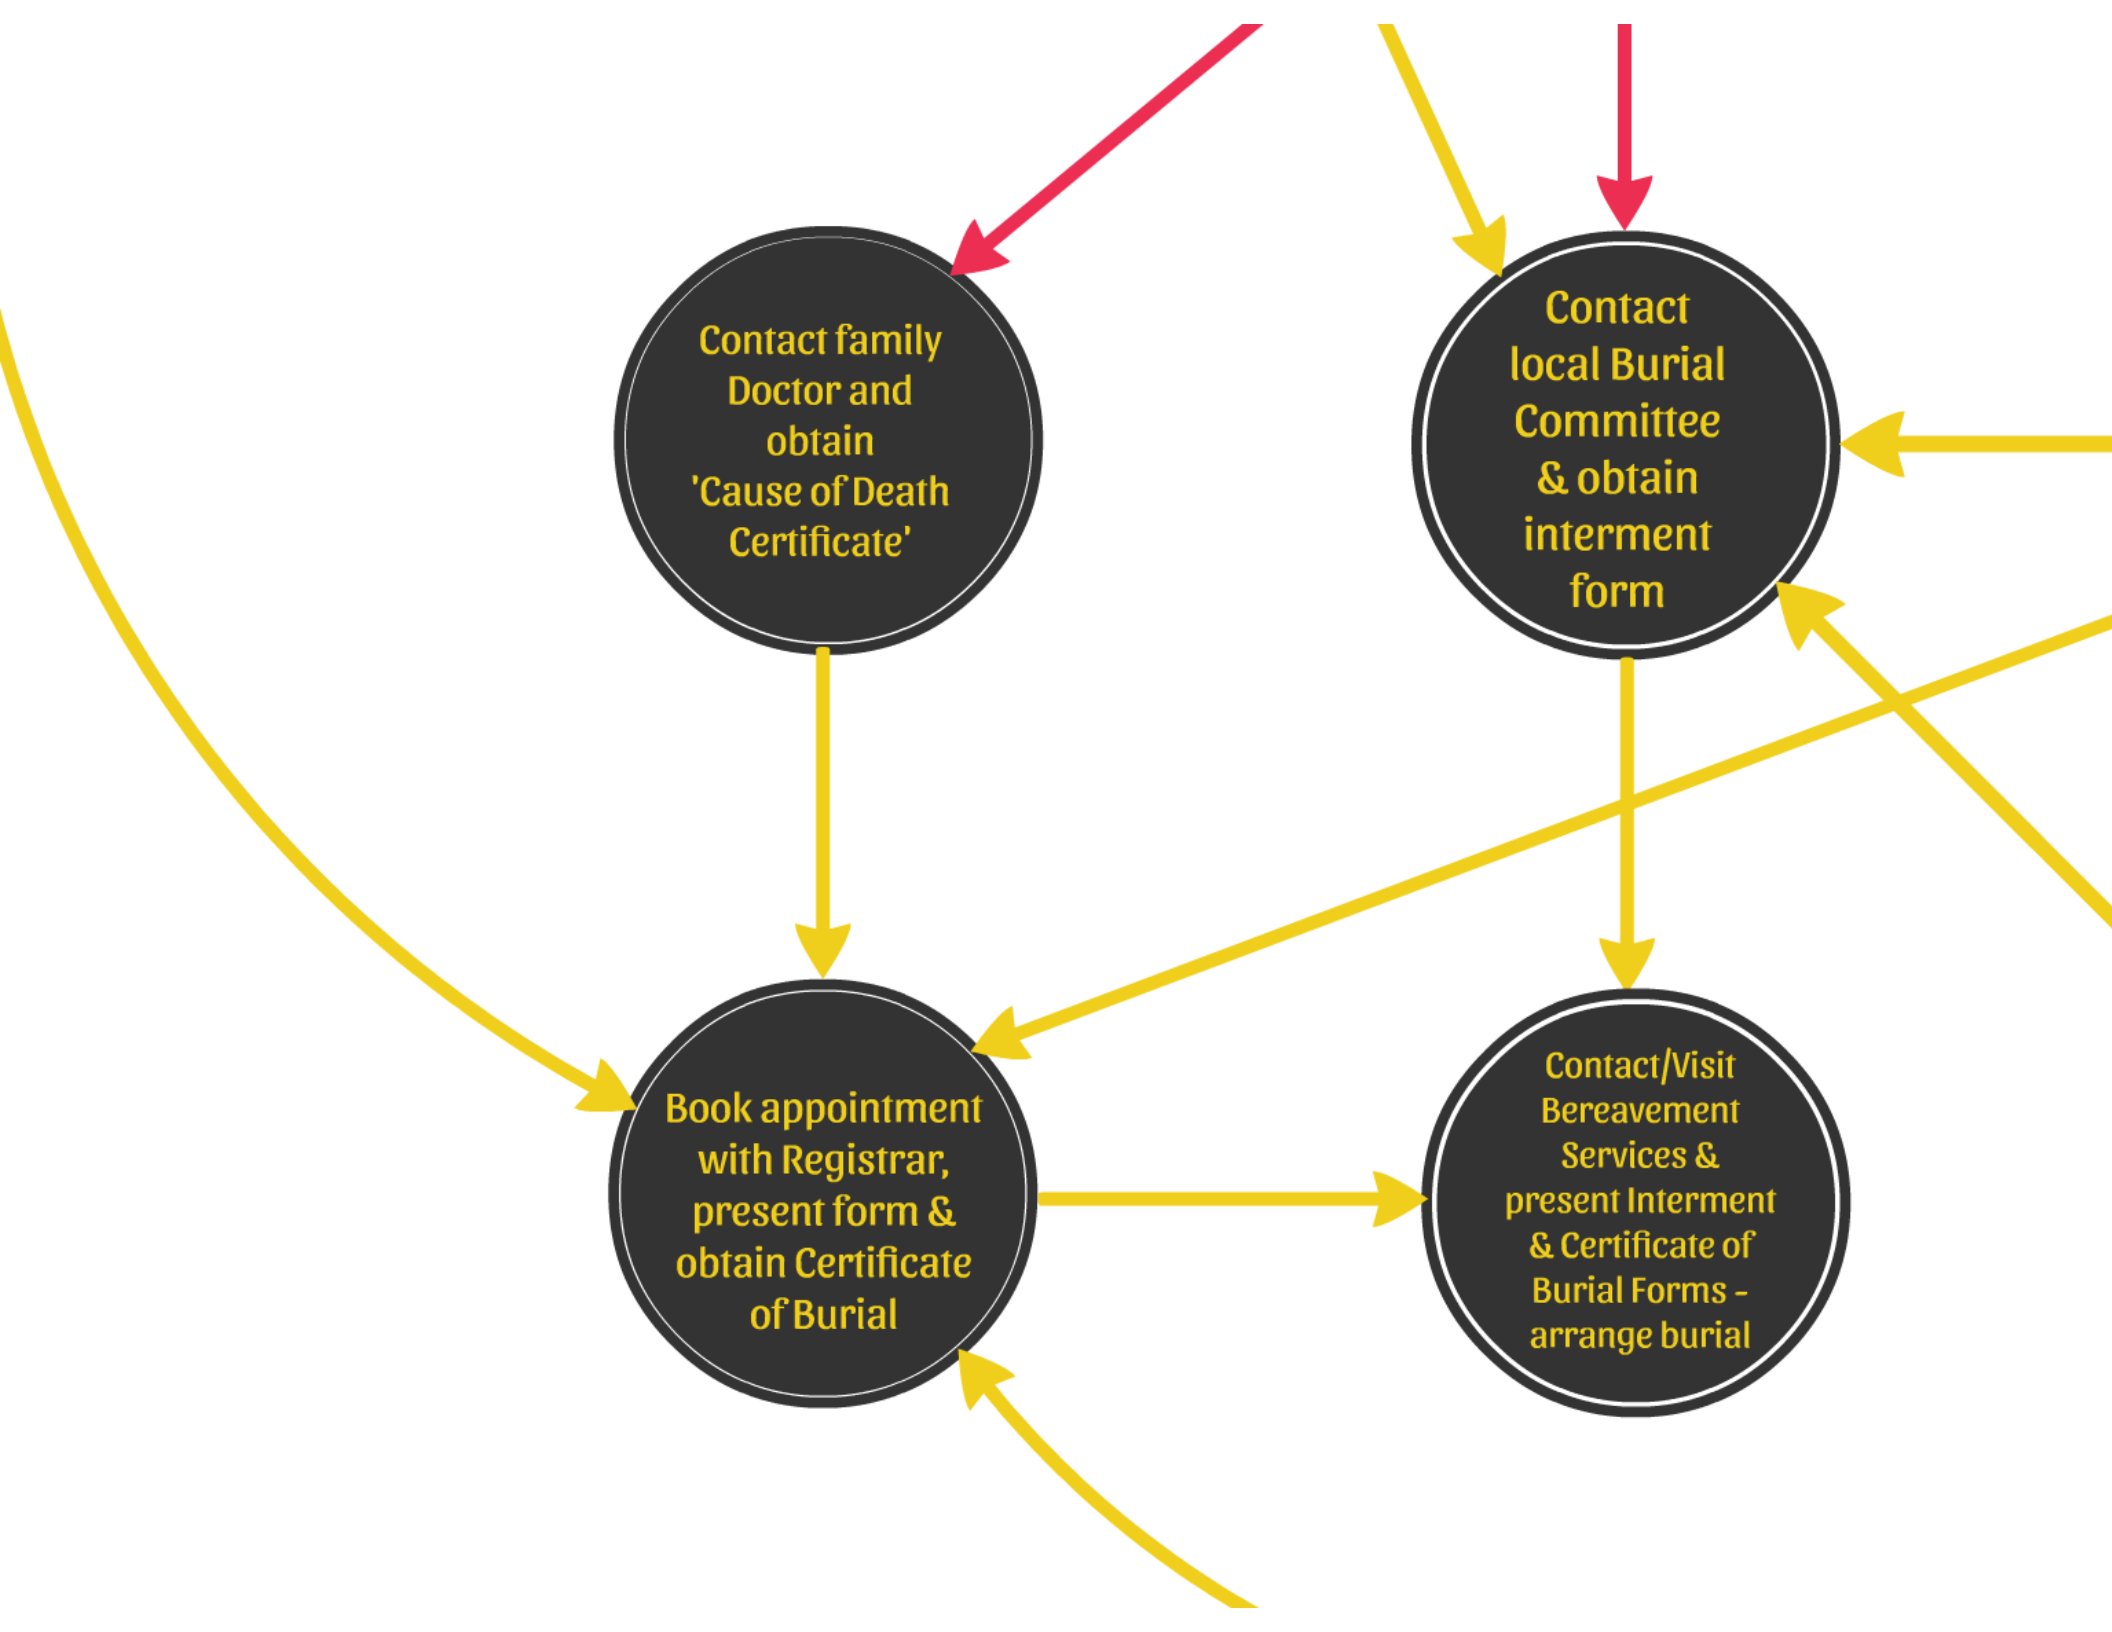 Contact family
Doctor and
obtain
'Cause of Death
Certificate'
Contact
local Burial
Committee
& obtain
interment
form
Book appointment
with Registrar,
present form &
obtain Certificate
of Burial
Contact/Visit
Bereavement
Services &
present Interment
& Certificate of
Burial Forms -
arrange burial